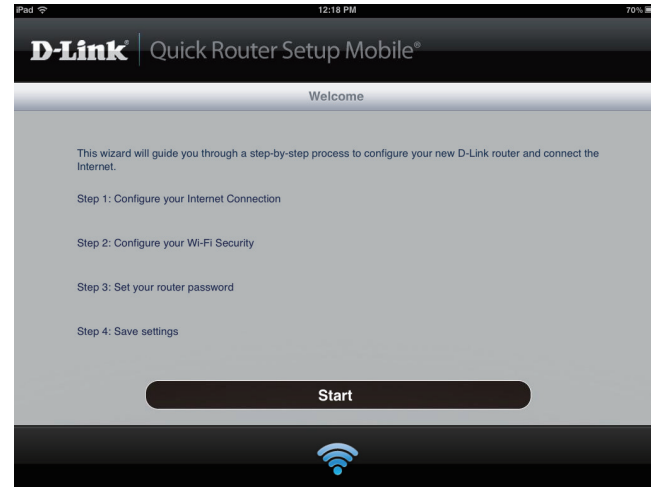 iPad 12:18 PM 70%
D-Link® Quick Router Setup Mobile®
Welcome
This wizard will guide you through a step-by-step process to configure your new D-Link router and connect the
Internet.
Step 1: Configure your Internet Connection
Step 2: Configure your Wi-Fi Security
Step 3: Set your router password
Step 4: Save settings
Start